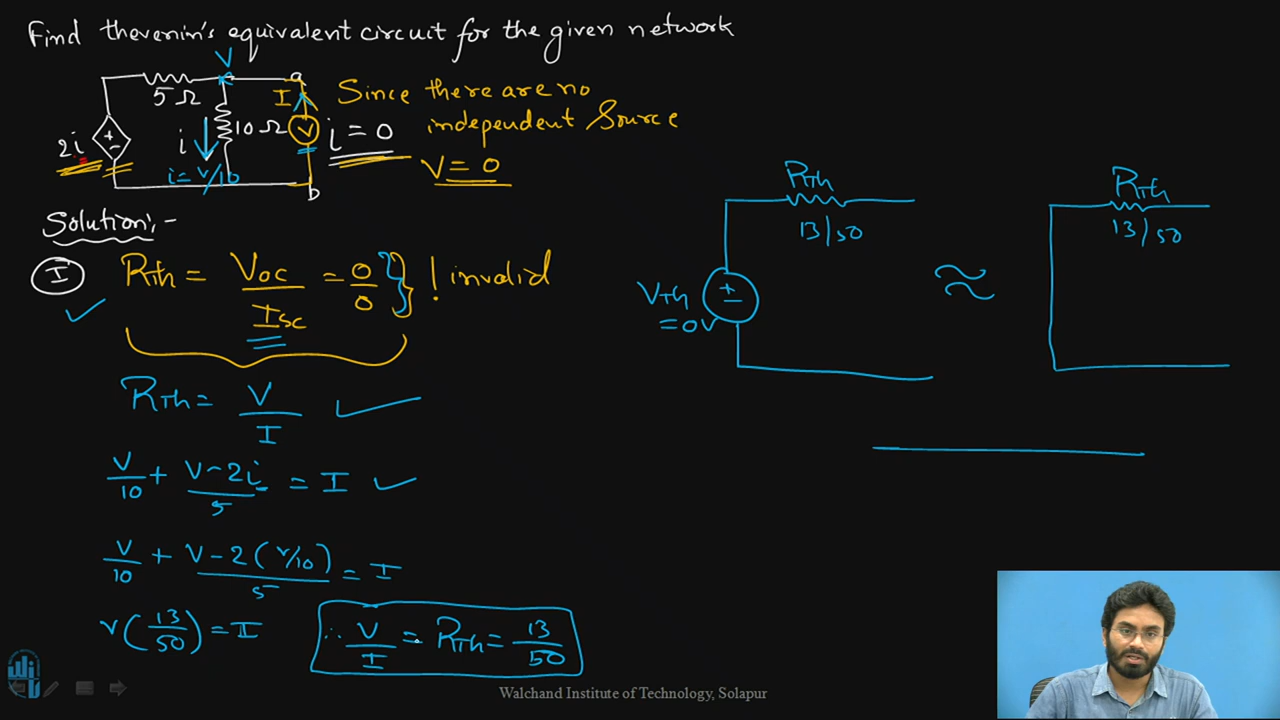 Find thevenin's equivalent circuit for the given network
V
a
5 Ω
I
Since there are no
2i
+
-
i
10 Ω
V
i = 0
independent Source
i = V/10
V = 0
b
Solution:-
I
RTh = VOC / ISC = 0/0 } ! invalid
RTh = V / I
V/10 + V-2i / 5 = I
V/10 + V-2(V/10) / 5 = I
V(13/50) = I
∴ V/I = RTh = 13/50
RTh
13/50
VTh
= 0V
+
-
≈
RTh
13/50
Walchand Institute of Technology, Solapur